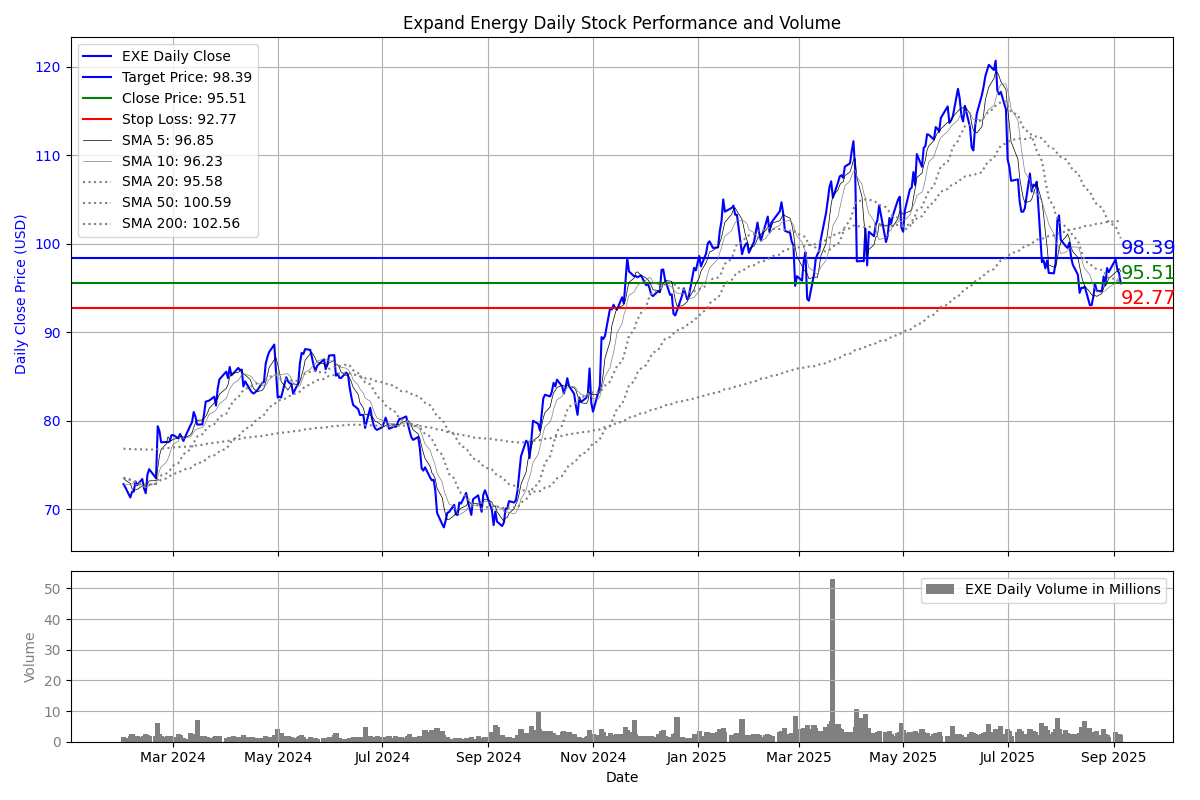 Expand Energy Daily Stock Performance and Volume
EXE Daily Close
Target Price: 98.39
Close Price: 95.51
Stop Loss: 92.77
SMA 5: 96.85
SMA 10: 96.23
SMA 20: 95.58
SMA 50: 100.59
SMA 200: 102.56
Daily Close Price (USD)
120
110
100
90
80
70
98.39
95.51
92.77
EXE Daily Volume in Millions
Volume
50
40
30
20
10
0
Mar 2024 May 2024 Jul 2024 Sep 2024 Nov 2024 Jan 2025 Mar 2025 May 2025 Jul 2025 Sep 2025
Date